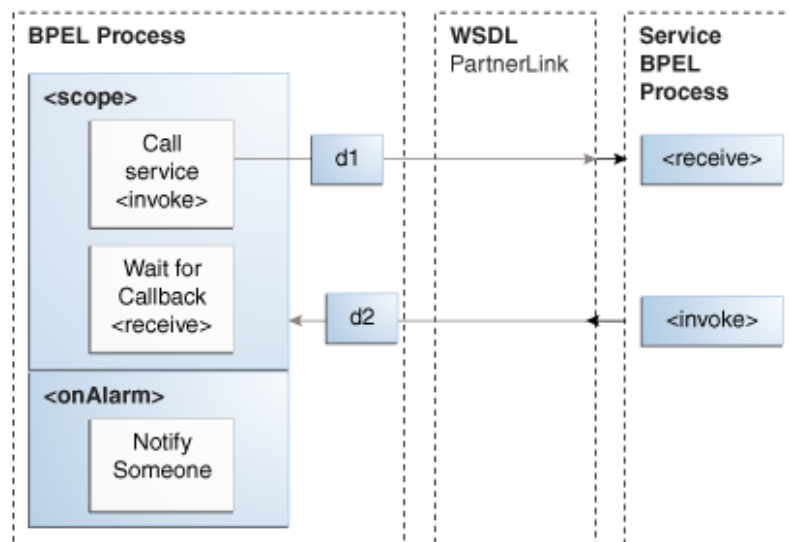 BPEL Process
<scope>
Call
service
<invoke>
d1
Wait for
Callback
<receive>
d2
<onAlarm>
Notify
Someone
WSDL
PartnerLink
Service
BPEL
Process
<receive>
<invoke>